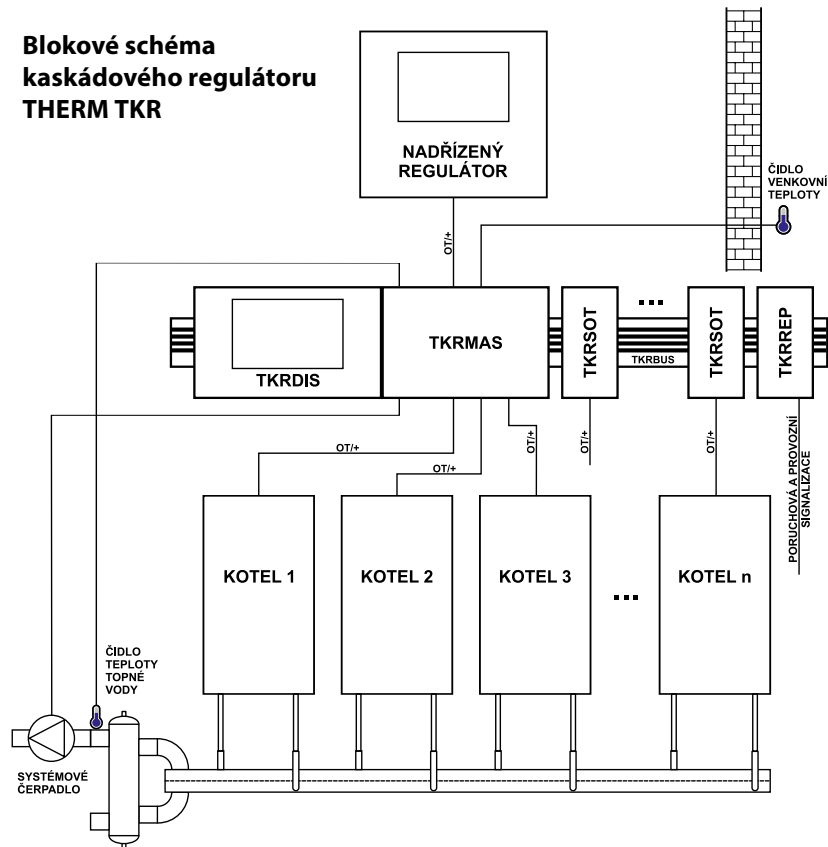 Blokové schéma
kaskádového regulátoru
THERM TKR
NADŘÍZENÝ
REGULÁTOR
ČIDLO
VENKOVNÍ
TEPLOTY
OT/+
TKRDIS
TKRMAS
TKRSOT
...
TKRBUS
TKRSOT
TKRREP
OT/+
OT/+
OT/+
OT/+
OT/+
PORUCHOVÁ A PROVOZNÍ
SIGNALIZACE
KOTEL 1
KOTEL 2
KOTEL 3
...
KOTEL n
ČIDLO
TEPLOTY
TOPNÉ
VODY
SYSTÉMOVÉ
ČERPADLO